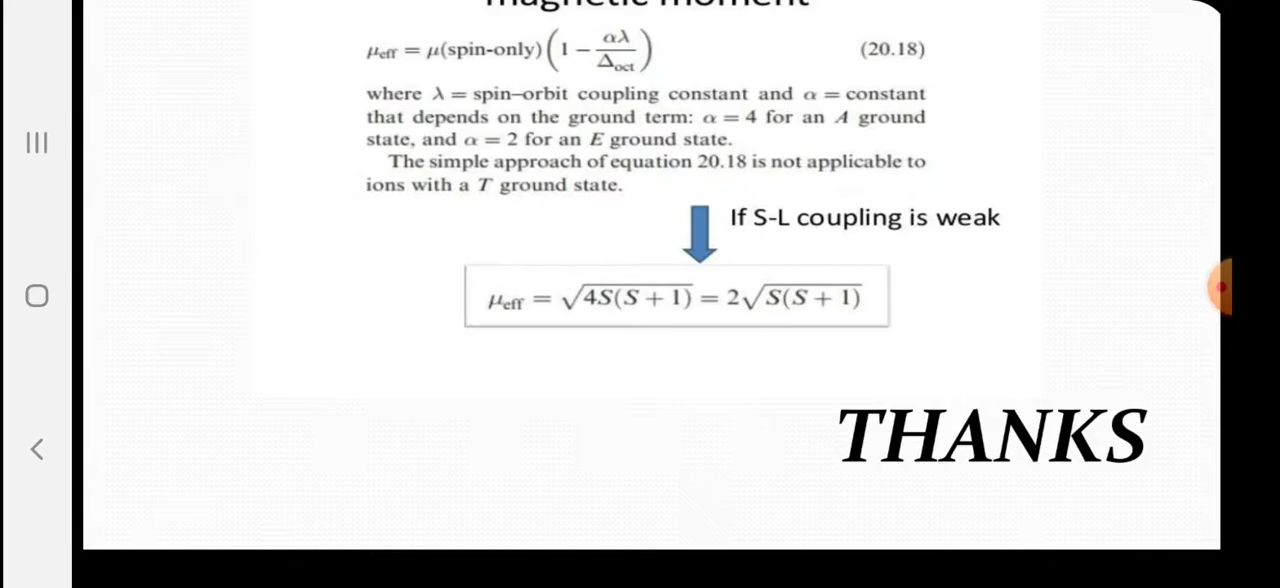 magnetic moment
μeff = μ(spin-only)(1 − αλ/Δoct) (20.18)
where λ = spin–orbit coupling constant and α = constant
that depends on the ground term: α = 4 for an A ground
state, and α = 2 for an E ground state.
The simple approach of equation 20.18 is not applicable to
ions with a T ground state.
If S-L coupling is weak
μeff = √4S(S + 1) = 2√S(S + 1)
THANKS